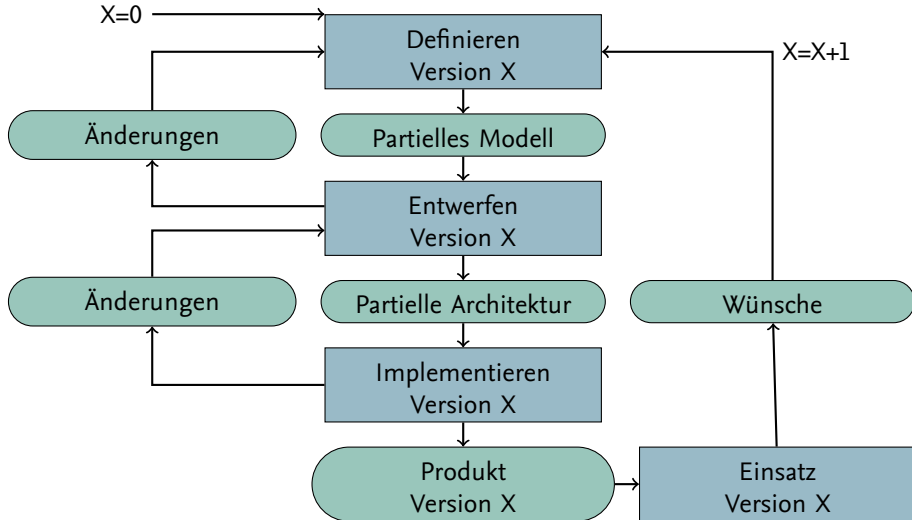 X=0
Definieren
Version X
X=X+1
Änderungen
Partielles Modell
Entwerfen
Version X
Änderungen
Partielle Architektur
Wünsche
Implementieren
Version X
Produkt
Version X
Einsatz
Version X